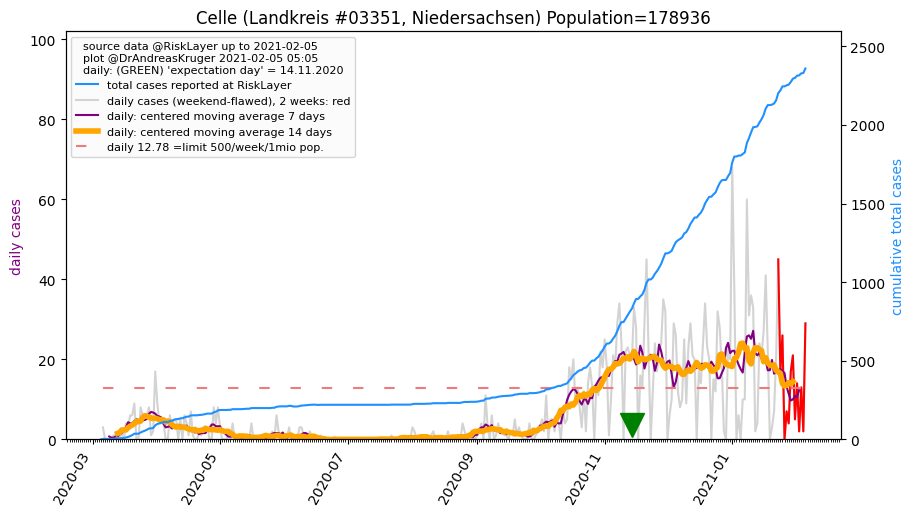 Celle (Landkreis #03351, Niedersachsen) Population=178936
source data @RiskLayer up to 2021-02-05
plot @DrAndreasKruger 2021-02-05 05:05
daily: (GREEN) 'expectation day' = 14.11.2020
total cases reported at RiskLayer
daily cases (weekend-flawed), 2 weeks: red
daily: centered moving average 7 days
daily: centered moving average 14 days
daily 12.78 =limit 500/week/1mio pop.
daily cases
100
80
60
40
20
0
cumulative total cases
2500
2000
1500
1000
500
0
2020-03
2020-05
2020-07
2020-09
2020-11
2021-01